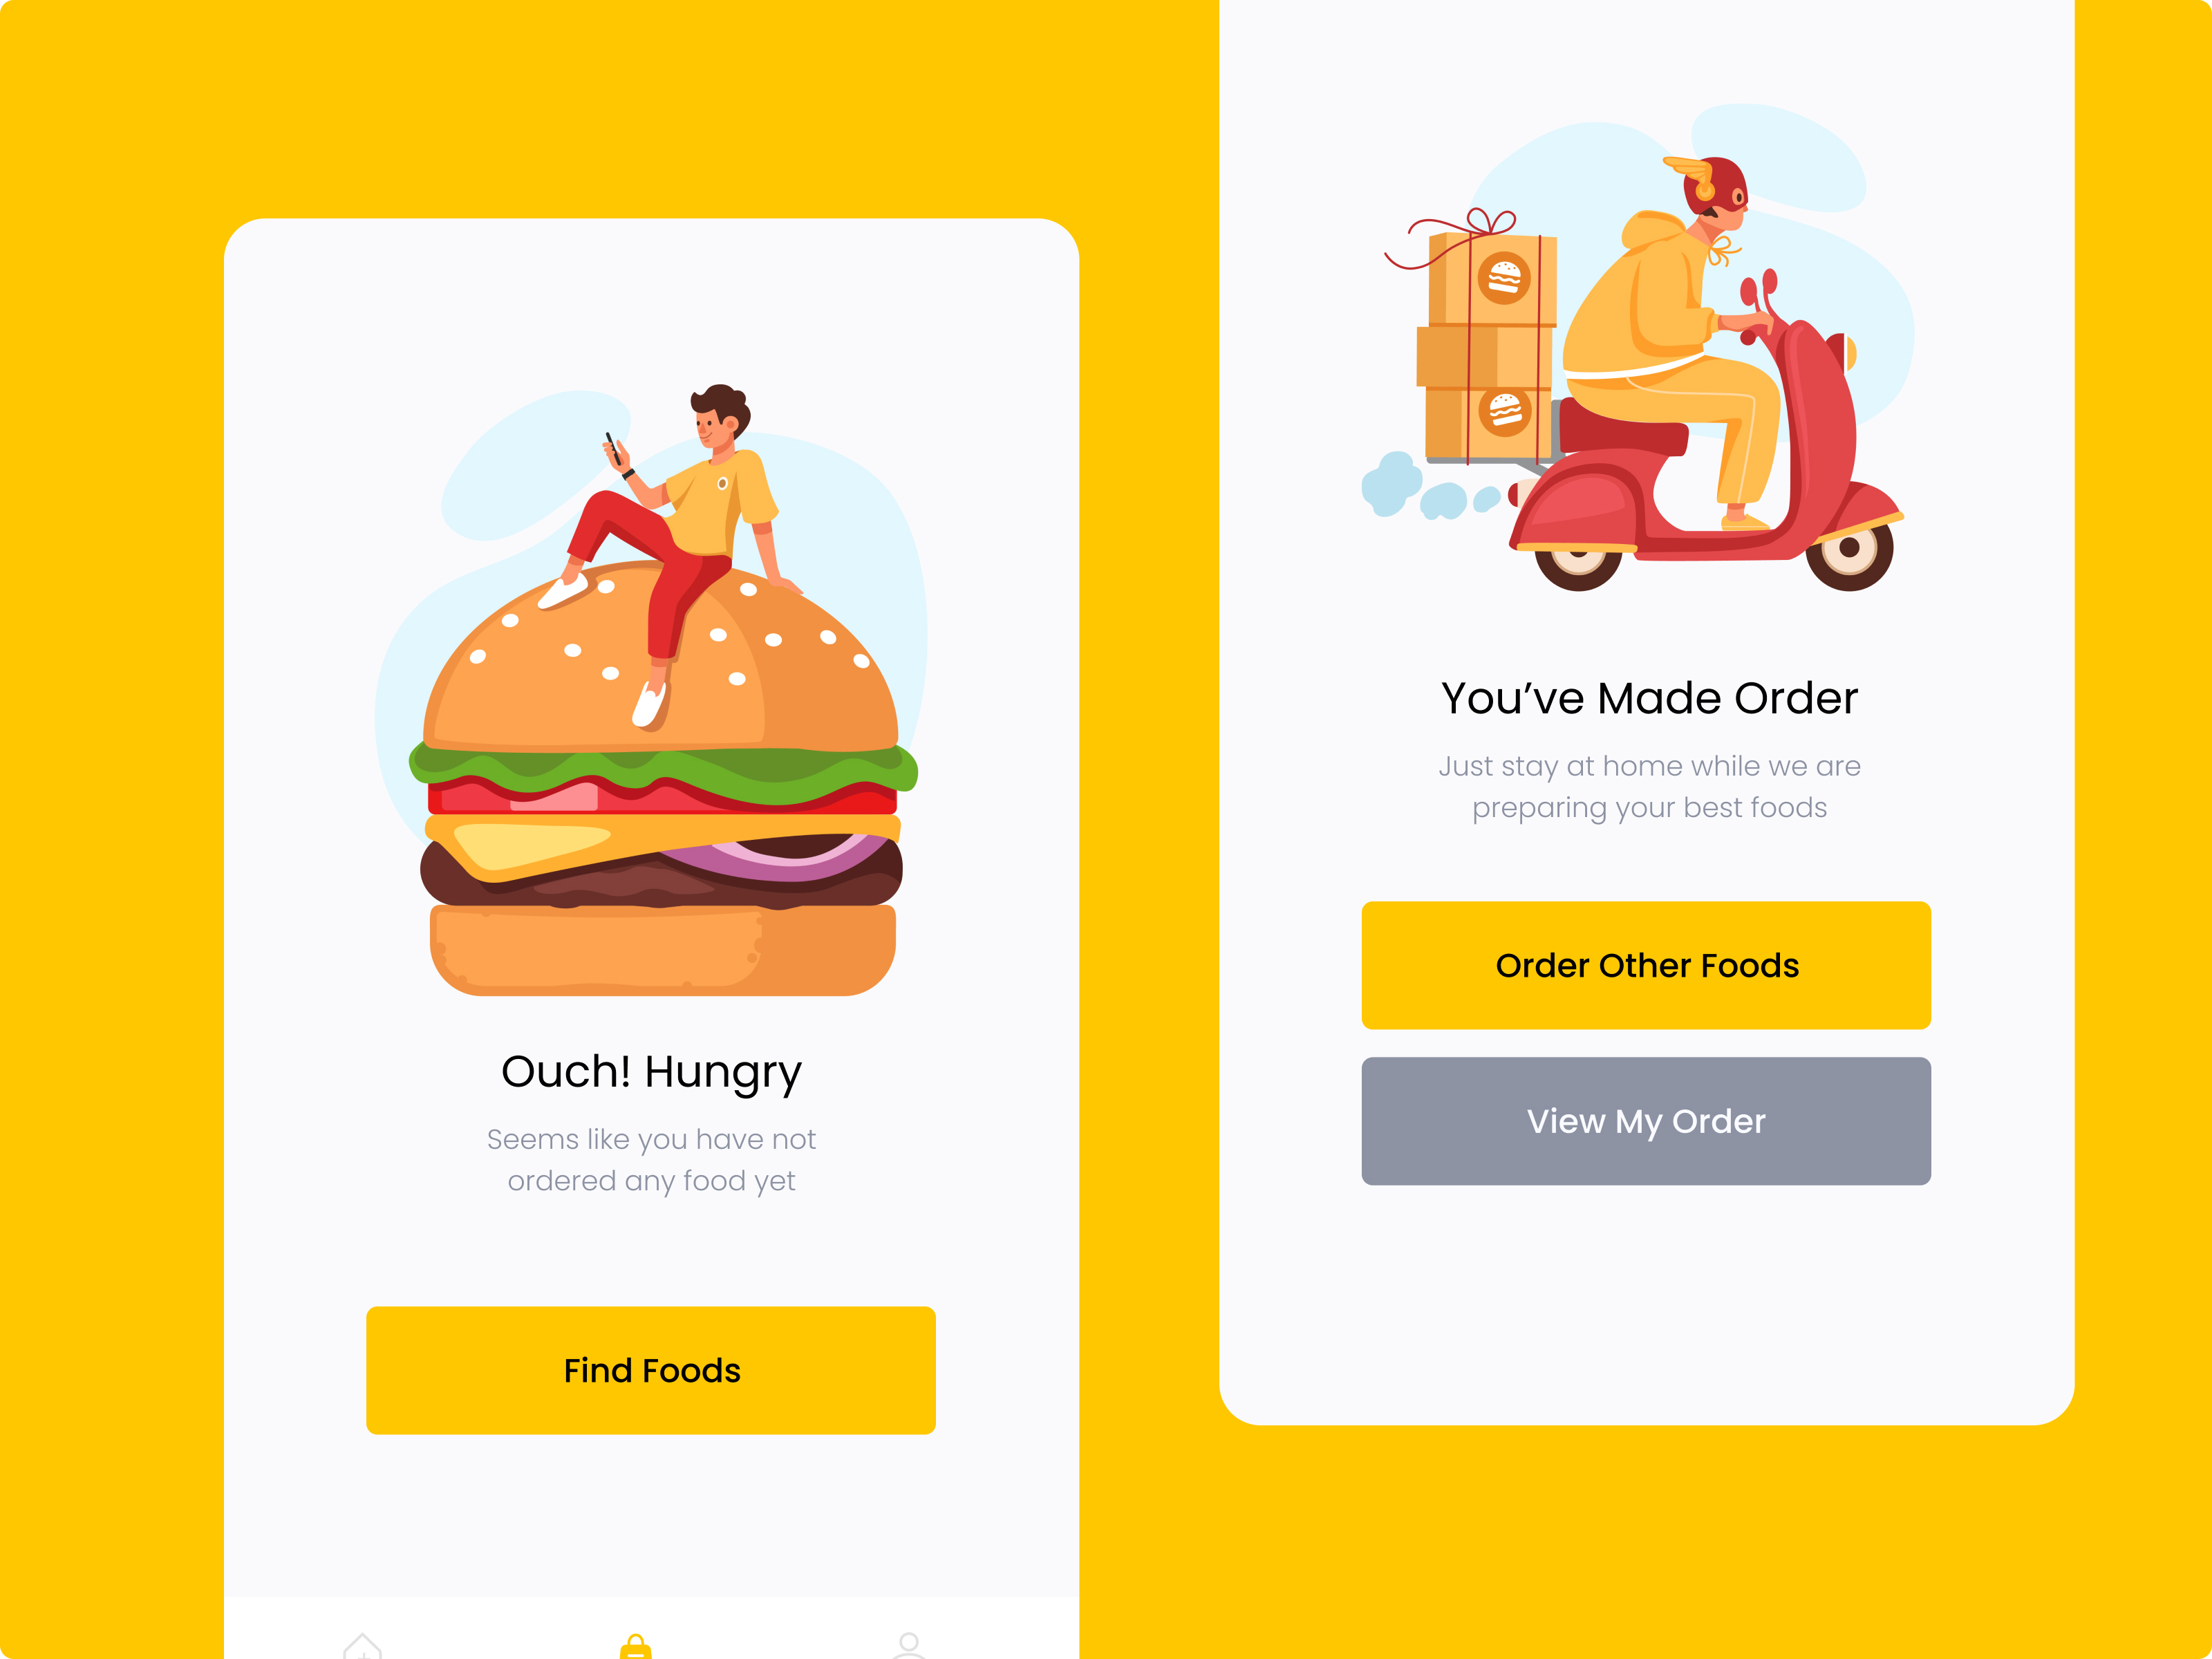 Ouch! Hungry
Seems like you have not
ordered any food yet
Find Foods
You’ve Made Order
Just stay at home while we are
preparing your best foods
Order Other Foods
View My Order